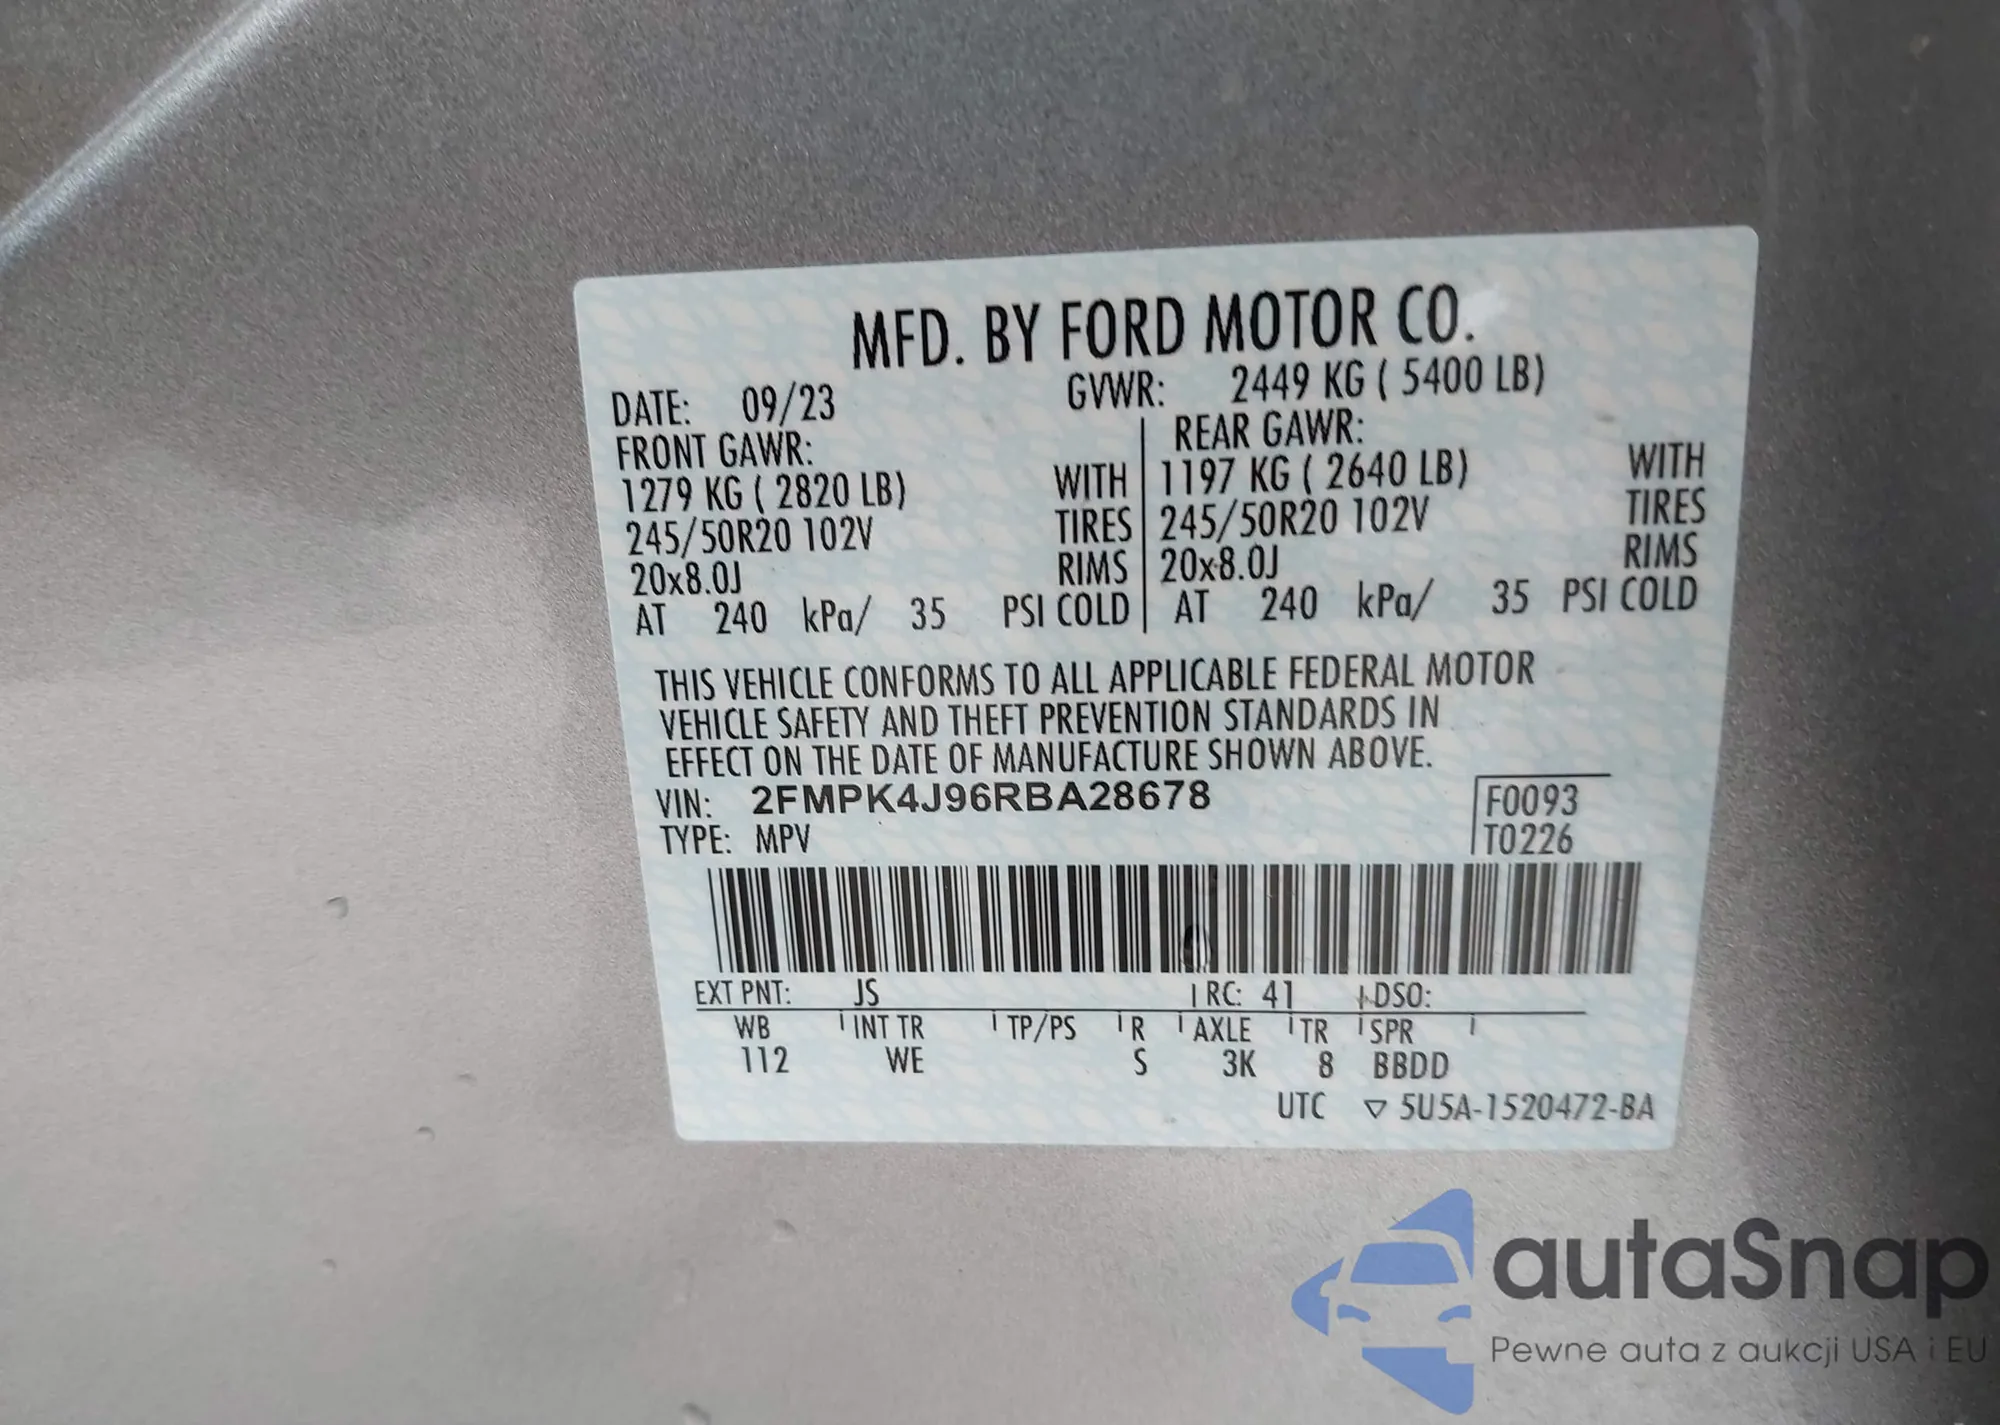 MFD. BY FORD MOTOR CO.
DATE: 09/23 GVWR: 2449 KG ( 5400 LB)
FRONT GAWR: REAR GAWR:
1279 KG ( 2820 LB) WITH 1197 KG ( 2640 LB) WITH
245/50R20 102V TIRES 245/50R20 102V TIRES
20x8.0J RIMS 20x8.0J RIMS
AT 240 kPa/ 35 PSI COLD AT 240 kPa/ 35 PSI COLD
THIS VEHICLE CONFORMS TO ALL APPLICABLE FEDERAL MOTOR
VEHICLE SAFETY AND THEFT PREVENTION STANDARDS IN
EFFECT ON THE DATE OF MANUFACTURE SHOWN ABOVE.
VIN: 2FMPK4J96RBA28678 F0093
TYPE: MPV T0226
EXT PNT: JS RC: 41 DSO:
WB INT TR TP/PS R AXLE TR SPR
112 WE S 3K 8 BBDD
UTC ▽ 5U5A-1520472-BA
autaSnap
Pewne auta z aukcji USA i EU